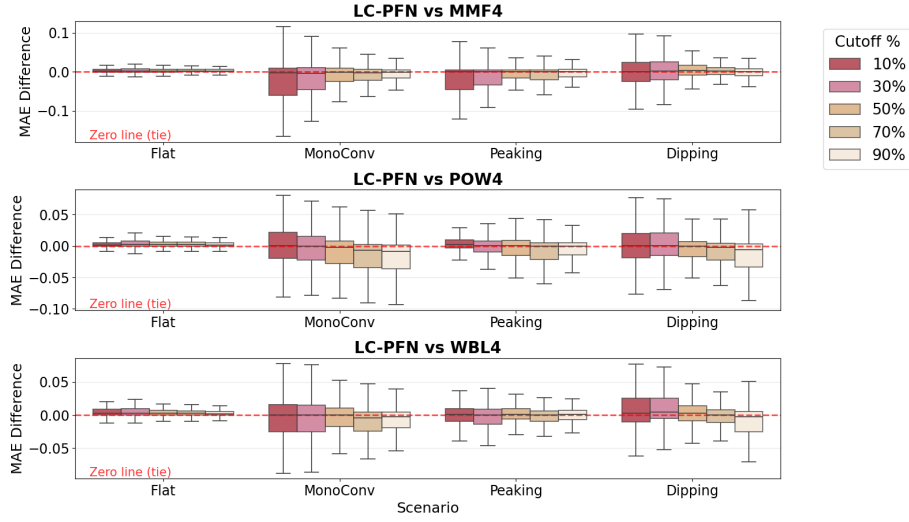 LC-PFN vs MMF4
MAE Difference
0.1
0.0
−0.1
Zero line (tie)
Flat
MonoConv
Peaking
Dipping
Cutoff %
10%
30%
50%
70%
90%
LC-PFN vs POW4
MAE Difference
0.05
0.00
−0.05
−0.10
Zero line (tie)
Flat
MonoConv
Peaking
Dipping
LC-PFN vs WBL4
MAE Difference
0.05
0.00
−0.05
Zero line (tie)
Flat
MonoConv
Peaking
Dipping
Scenario